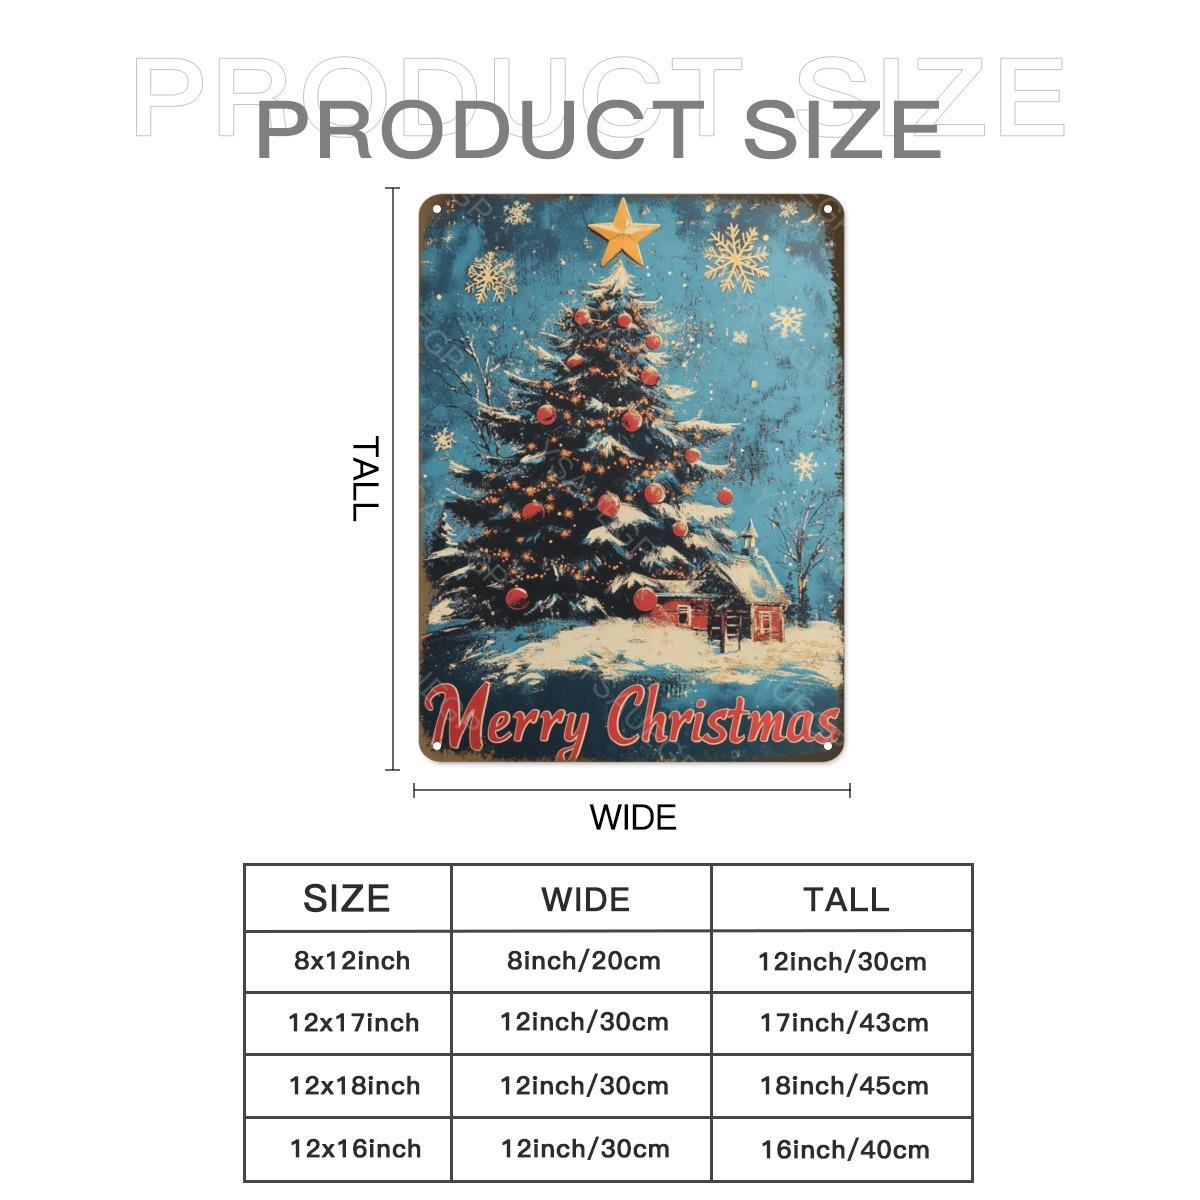 PRODUCT SIZE
PRODUCT SIZE
TALL
Merry Christmas
WIDE
SIZE WIDE TALL
8x12inch 8inch/20cm 12inch/30cm
12x17inch 12inch/30cm 17inch/43cm
12x18inch 12inch/30cm 18inch/45cm
12x16inch 12inch/30cm 16inch/40cm